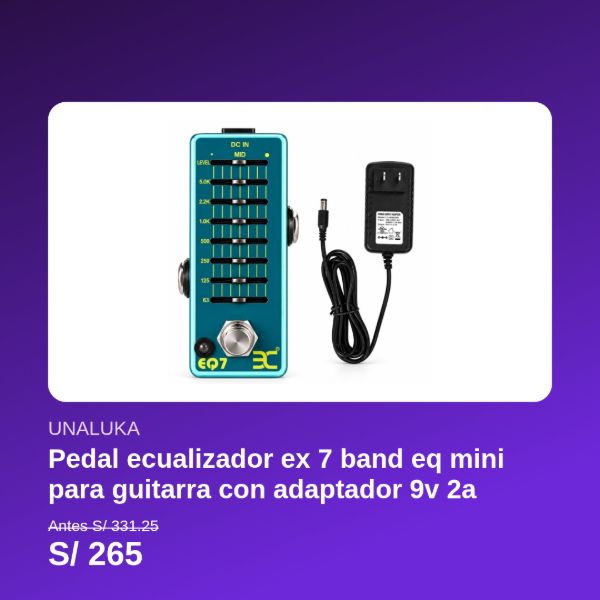 DC IN
MID
LEVEL
5.0K
2.2K
1.0K
500
250
125
63
EQ7
UNALUKA
Pedal ecualizador ex 7 band eq mini
para guitarra con adaptador 9v 2a
Antes S/ 331.25
S/ 265